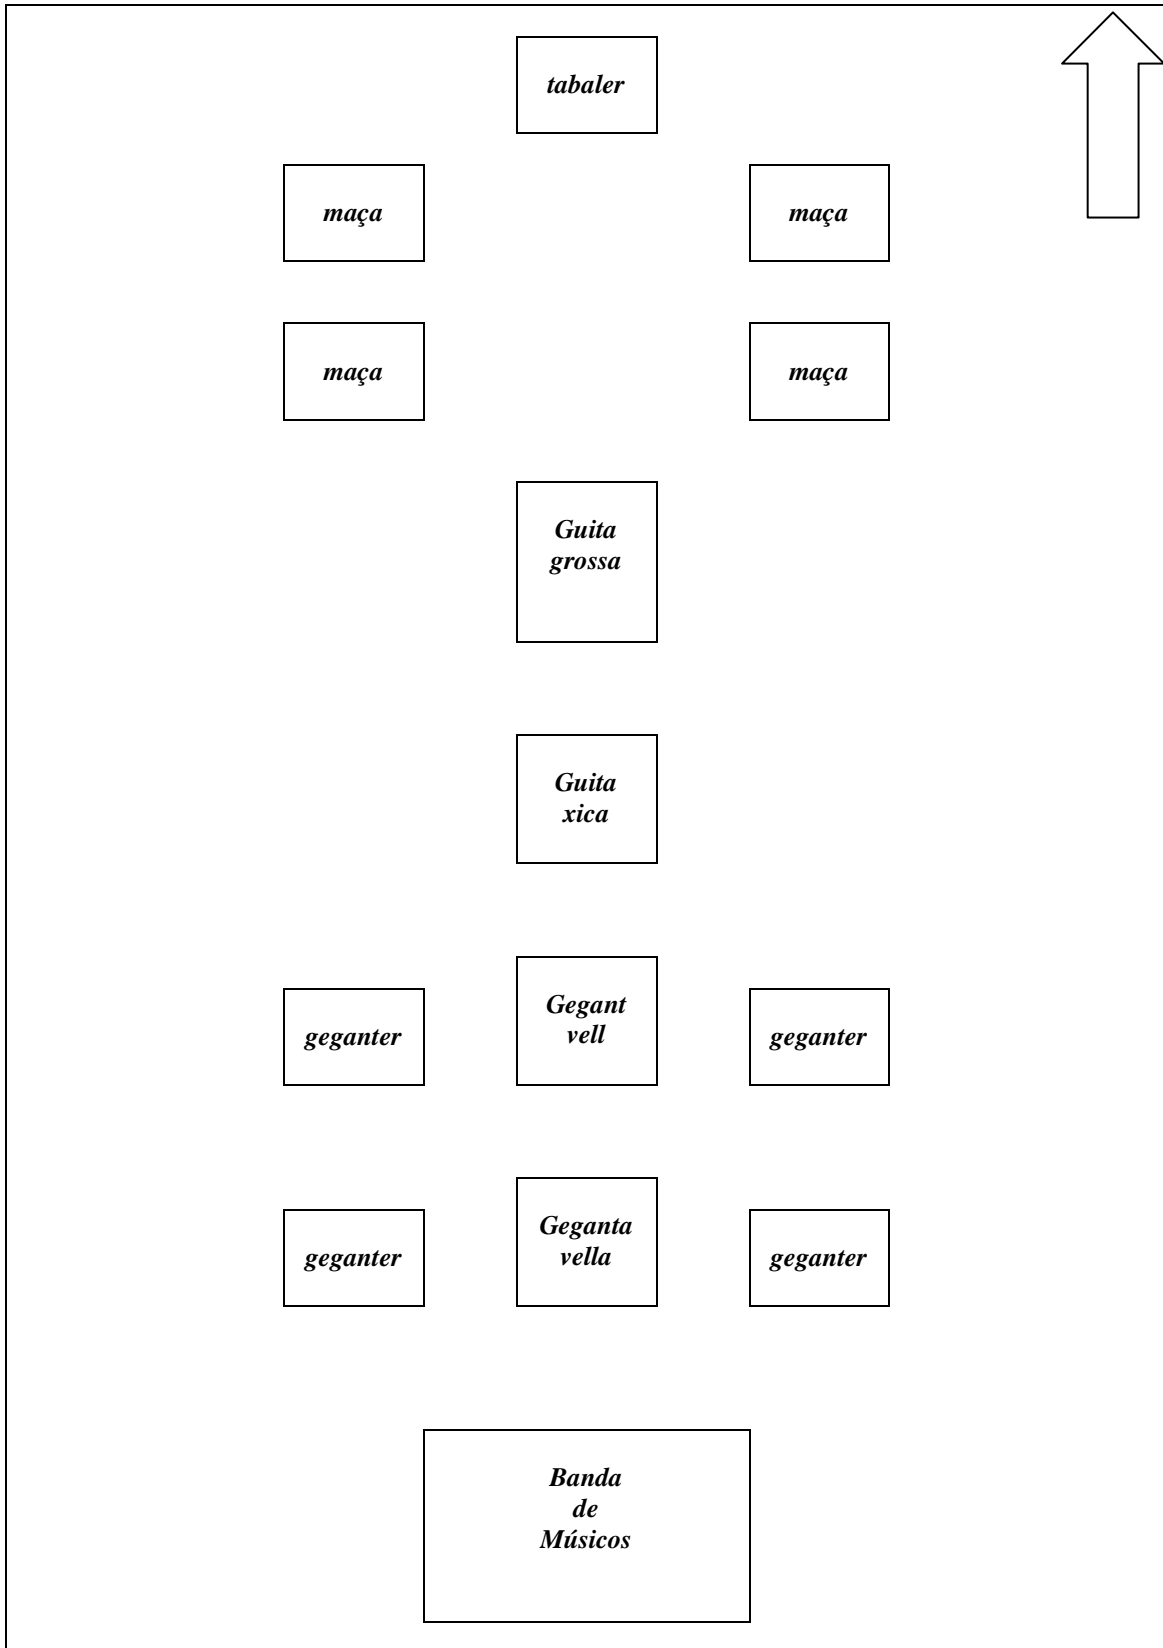 tabaler
maça
maça
maça
maça
Guita
grossa
Guita
xica
Gegant
vell
geganter
geganter
Geganta
vella
geganter
geganter
Banda
de
Músicos